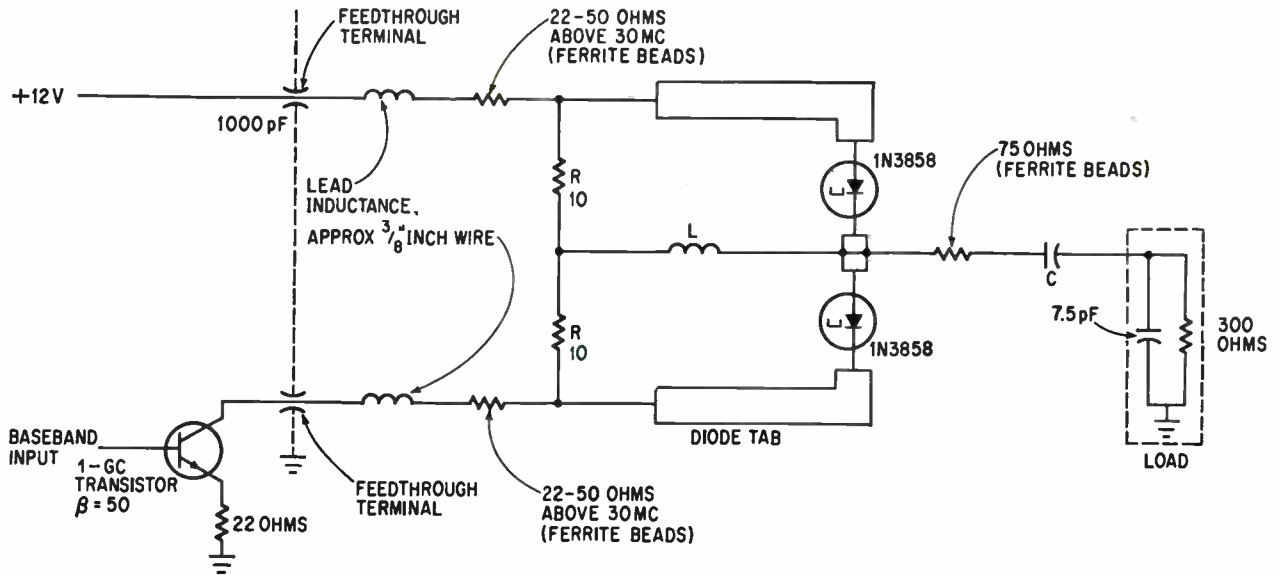 FEEDTHROUGH
TERMINAL
22-50 OHMS
ABOVE 30 MC
(FERRITE BEADS)
+12V
1000 pF
1N3858
75 OHMS
(FERRITE BEADS)
LEAD
INDUCTANCE,
APPROX 3/8" INCH WIRE
R
10
L
C
7.5 pF
300
OHMS
R
10
1N3858
BASEBAND
INPUT
1-GC
TRANSISTOR
β = 50
22 OHMS
FEEDTHROUGH
TERMINAL
22-50 OHMS
ABOVE 30 MC
(FERRITE BEADS)
DIODE TAB
LOAD